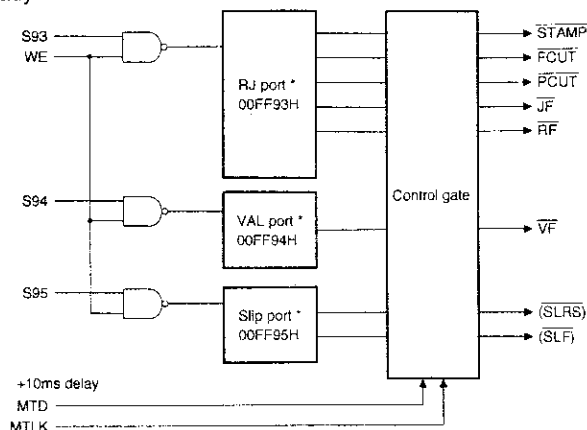 S93
WE
RJ port *
00FF93H
S94
VAL port *
00FF94H
S95
Slip port *
00FF95H
Control gate
STAMP
FCUT
PCUT
JF
RF
VF
(SLRS)
(SLF)
+10ms delay
MTD
MTLK